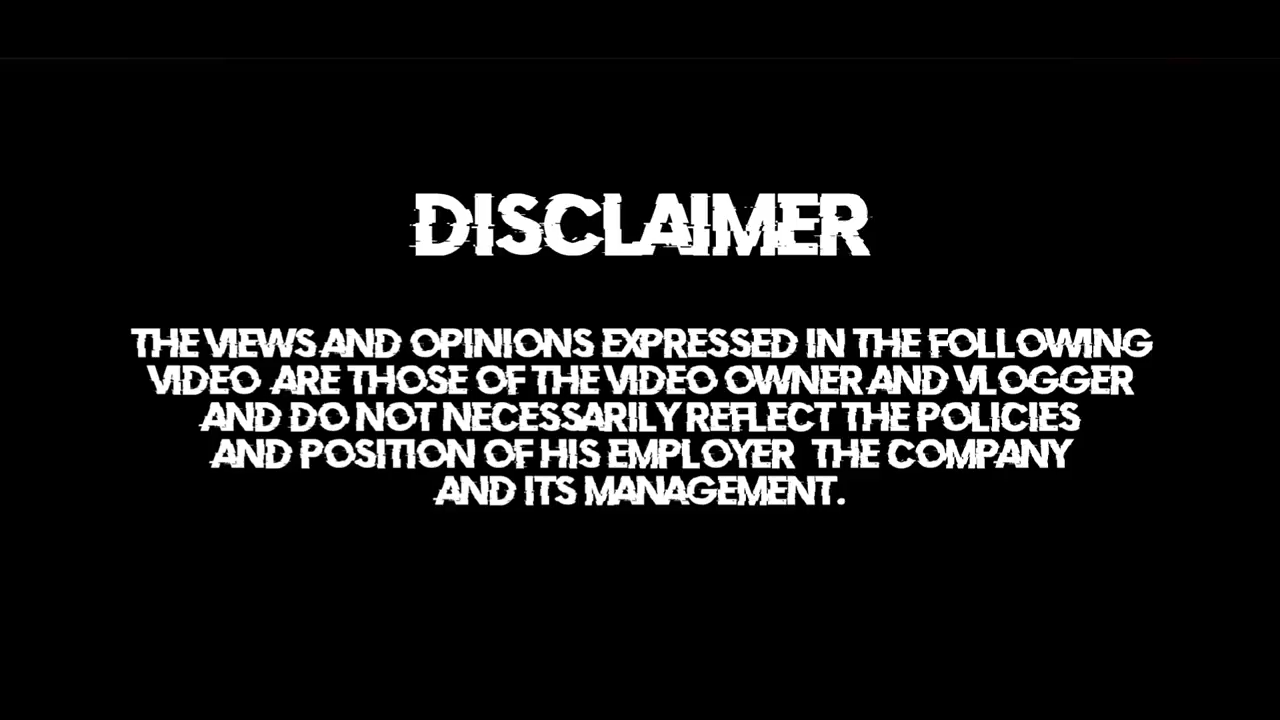 DISCLAIMER
THE VIEWS AND OPINIONS EXPRESSED IN THE FOLLOWING
VIDEO ARE THOSE OF THE VIDEO OWNER AND VLOGGER
AND DO NOT NECESSARILY REFLECT THE POLICIES
AND POSITION OF HIS EMPLOYER THE COMPANY
AND ITS MANAGEMENT.